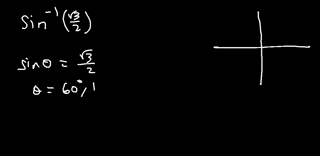 sin⁻¹(√3/2)
sinθ = √3/2
θ = 60°, 1